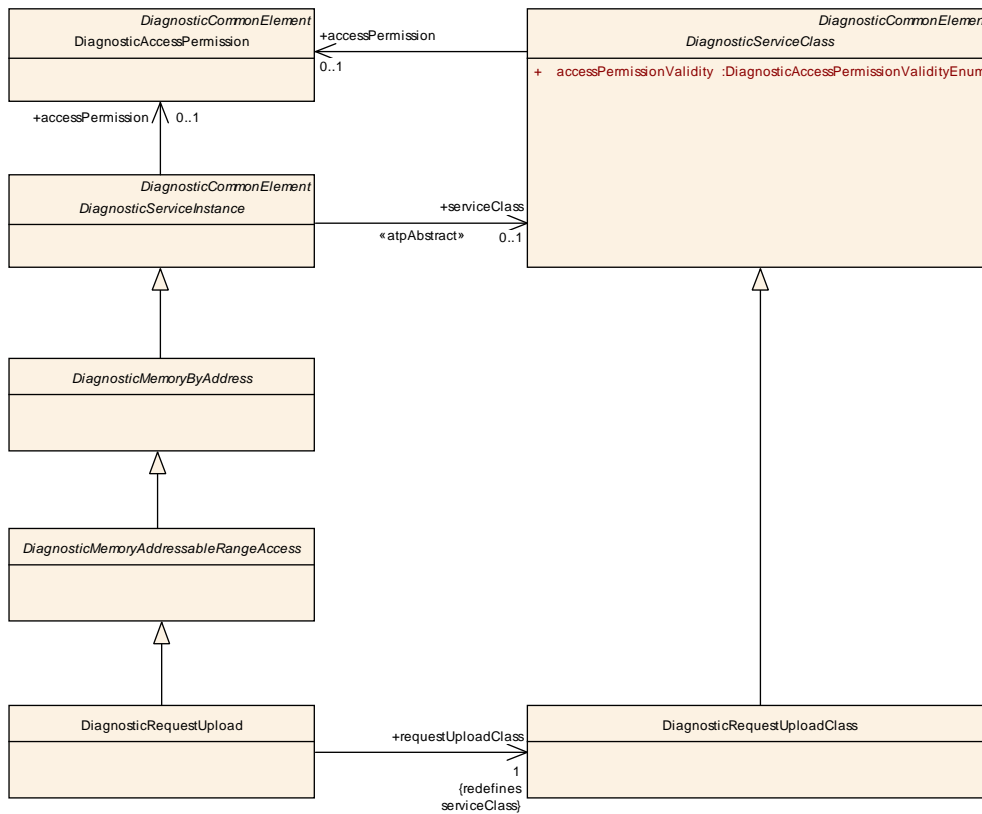 DiagnosticCommonElement
DiagnosticAccessPermission
+accessPermission
0..1
DiagnosticCommonElemen
DiagnosticServiceClass
+ accessPermissionValidity :DiagnosticAccessPermissionValidityEnum
+accessPermission
0..1
DiagnosticCommonElement
DiagnosticServiceInstance
+serviceClass
«atpAbstract»
0..1
DiagnosticMemoryByAddress
DiagnosticMemoryAddressableRangeAccess
DiagnosticRequestUpload
+requestUploadClass
1
{redefines
serviceClass}
DiagnosticRequestUploadClass